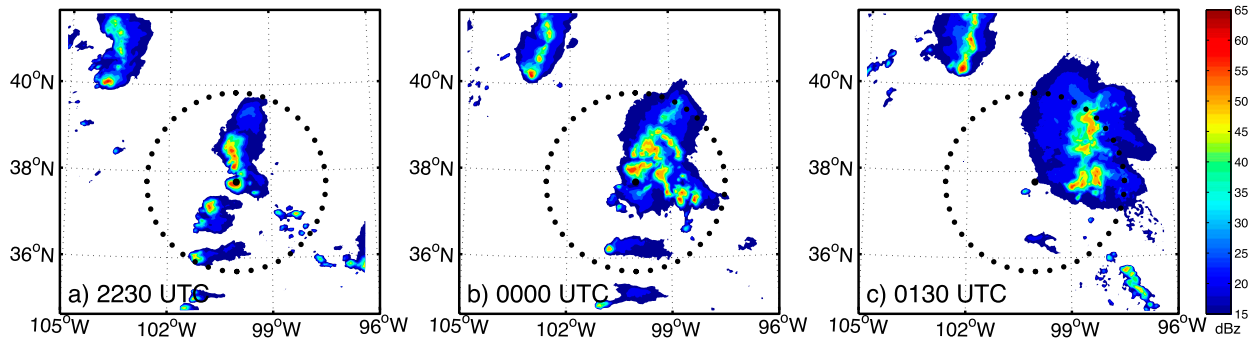 40°N
38°N
36°N
105°W
102°W
99°W
96°W
a) 2230 UTC
40°N
38°N
36°N
105°W
102°W
99°W
96°W
b) 0000 UTC
40°N
38°N
36°N
105°W
102°W
99°W
96°W
c) 0130 UTC
65
60
55
50
45
40
35
30
25
20
15
dBz